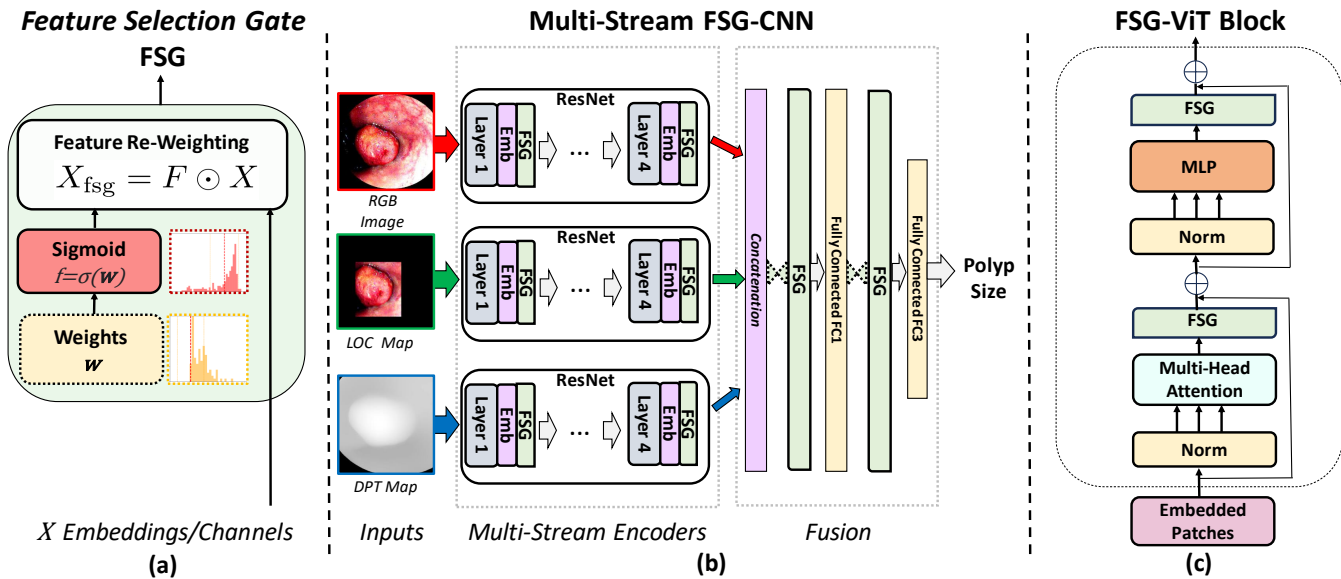 Feature Selection Gate
FSG
Feature Re-Weighting
X_fsg = F ⊙ X
Sigmoid
f=σ(w)
Weights
w
X Embeddings/Channels
(a)
Multi-Stream FSG-CNN
RGB
Image
LOC Map
DPT Map
Inputs
ResNet
Layer 1
Emb
FSG
...
Layer 4
Emb
FSG
ResNet
Layer 1
Emb
FSG
...
Layer 4
Emb
FSG
ResNet
Layer 1
Emb
FSG
...
Layer 4
Emb
FSG
Multi-Stream Encoders
Concatenation
FSG
Fully Connected FC1
FSG
Fully Connected FC3
Fusion
Polyp
Size
(b)
FSG-ViT Block
FSG
MLP
Norm
FSG
Multi-Head
Attention
Norm
Embedded
Patches
(c)